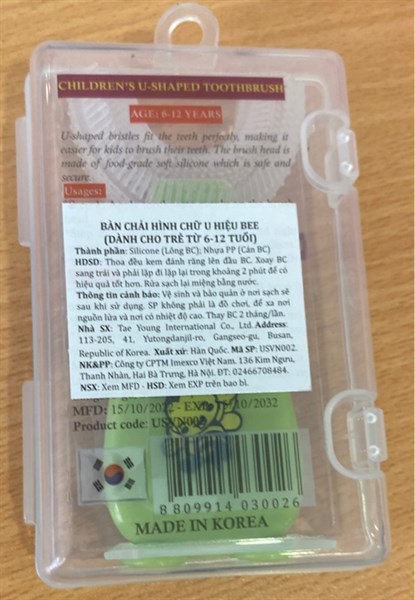 CHILDREN'S U-SHAPED TOOTHBRUSH
AGE: 6-12 YEARS
U-shaped bristles fit the teeth perfectly, making it
easier for kids to brush their teeth. The brush head is
made of food-grade soft silicone which is safe and
secure.
Usages:
BÀN CHẢI HÌNH CHỮ U HIỆU BEE
(DÀNH CHO TRẺ TỪ 6-12 TUỔI)
Thành phần: Silicone (Lông BC); Nhựa PP (Cán BC)
HDSD: Thoa đều kem đánh răng lên đầu BC. Xoay BC
sang trái và phải lặp đi lặp lại trong khoảng 2 phút để có
hiệu quả tốt hơn. Rửa sạch lại miệng bằng nước.
Thông tin cảnh báo: Vệ sinh và bảo quản ở nơi sạch sẽ
sau khi sử dụng. SP không phải là đồ chơi, để xa nơi
nguồn lửa và nơi có nhiệt độ cao. Thay BC 2 tháng/lần.
Nhà SX: Tae Young International Co., Ltd. Address:
113-205, 41, Yutongdanji-ro, Gangseo-gu, Busan,
Republic of Korea. Xuất xứ: Hàn Quốc. Mã SP: USVN002.
NK&PP: Công ty CPTM Imexco Việt Nam. 136 Kim Ngưu,
Thanh Nhàn, Hai Bà Trưng, Hà Nội. ĐT: 02466708484.
NSX: Xem MFD - HSD: Xem EXP trên bao bì.
MFD: 15/10/2022 - EXP: 15/10/2032
Product code: USVN002
8 809914 030026
MADE IN KOREA